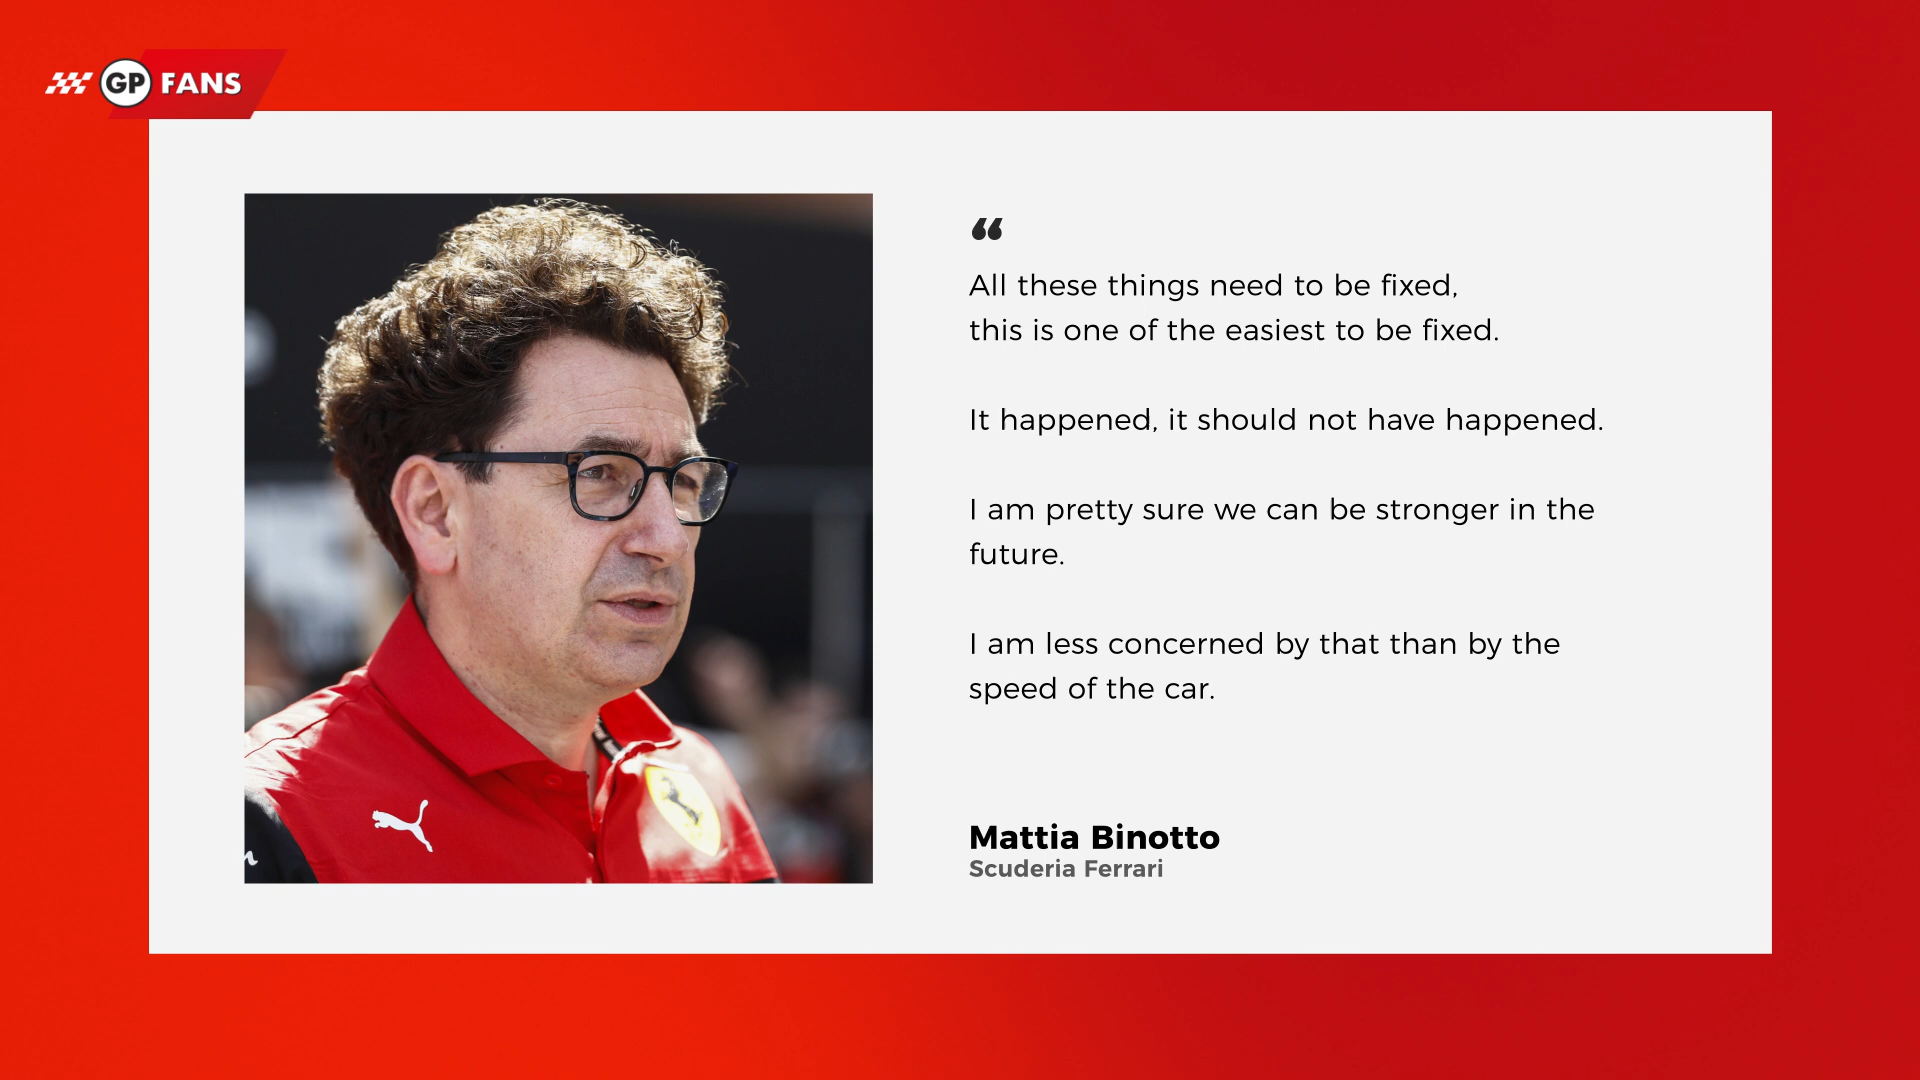 GP FANS
“
All these things need to be fixed,
this is one of the easiest to be fixed.
It happened, it should not have happened.
I am pretty sure we can be stronger in the
future.
I am less concerned by that than by the
speed of the car.
Mattia Binotto
Scuderia Ferrari